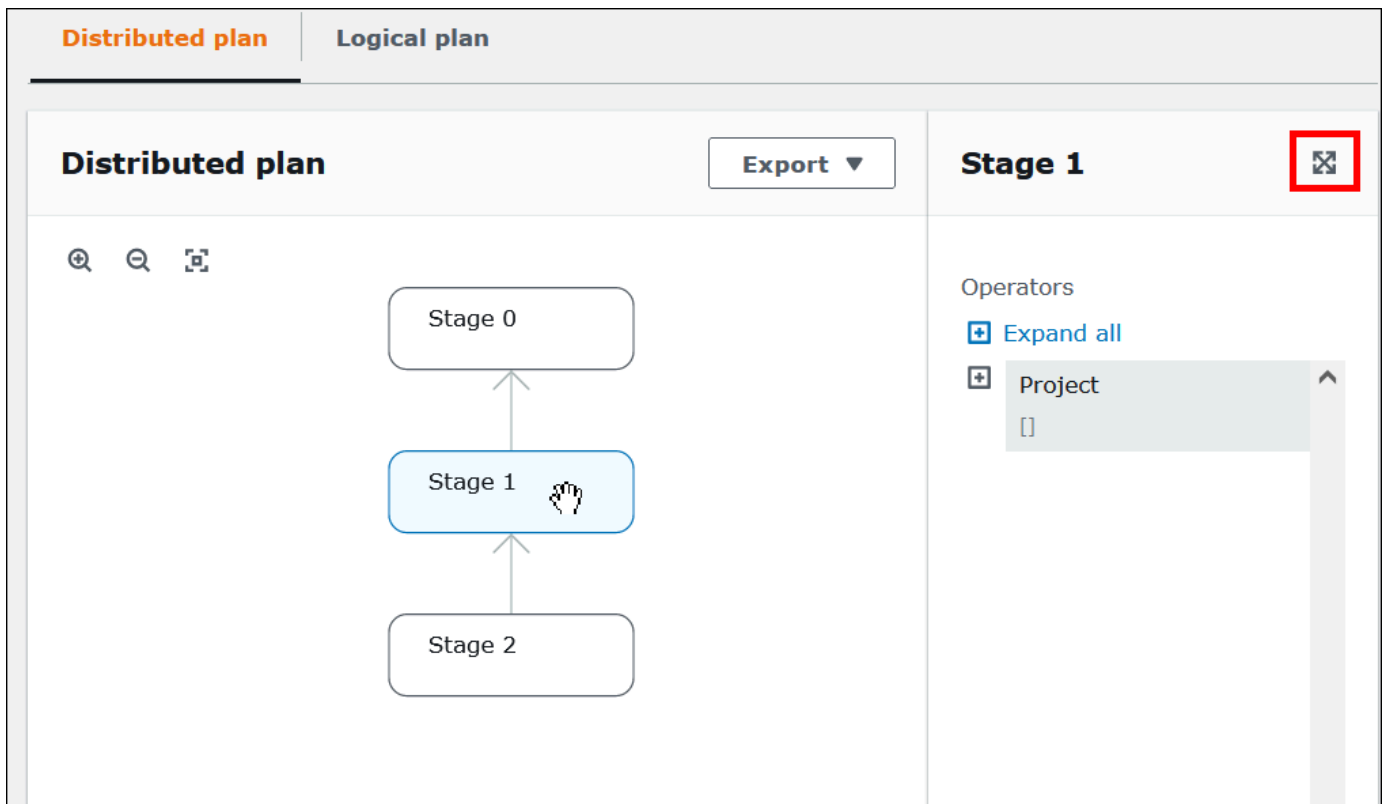 Distributed plan
Logical plan
Distributed plan
Export
Stage 1
Stage 0
Stage 1
Stage 2
Operators
Expand all
Project
[]